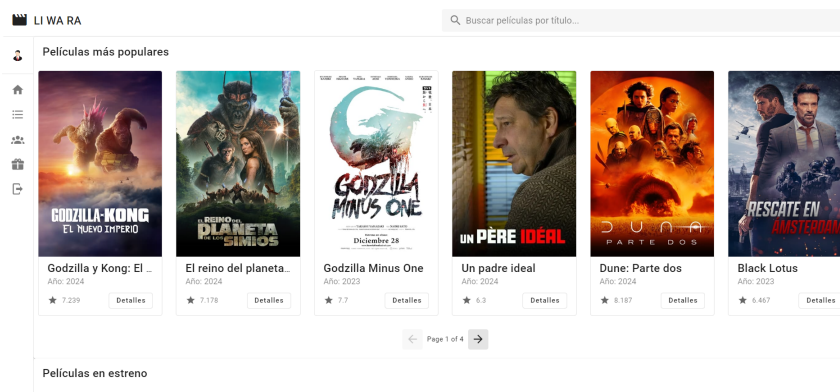 LI WA RA
Buscar películas por título...
Películas más populares
GODZILLA-KONG
EL NUEVO IMPERIO
EL REINO DEL
PLANETA
DE LOS SIMIOS
GODZILLA
MINUS ONE
Diciembre 28
UN PÈRE IDÉAL
DUNA
PARTE DOS
RESCATE EN
AMSTERDAM
Godzilla y Kong: El ...
Año: 2024
7.239
Detalles
El reino del planeta...
Año: 2024
7.178
Detalles
Godzilla Minus One
Año: 2023
7.7
Detalles
Un padre ideal
Año: 2024
6.3
Detalles
Dune: Parte dos
Año: 2024
8.187
Detalles
Black Lotus
Año: 2023
6.467
Detalles
Page 1 of 4
Películas en estreno